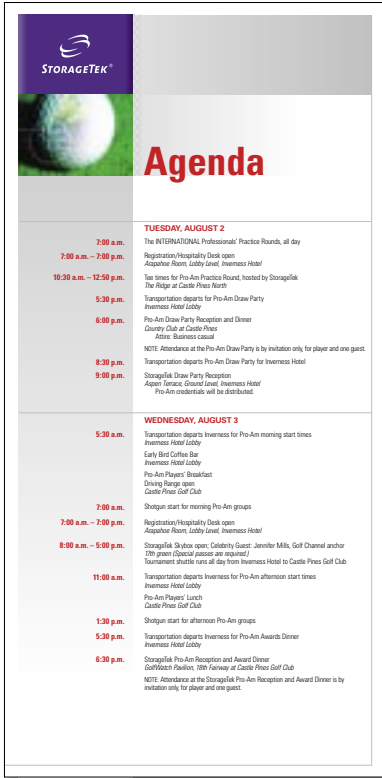 STORAGETEK®
Agenda
TUESDAY, AUGUST 2
7:00 a.m. The INTERNATIONAL Professionals' Practice Rounds, all day
7:00 a.m. – 7:00 p.m. Registration/Hospitality Desk open
Arapahoe Room, Lobby Level, Inverness Hotel
10:30 a.m. – 12:50 p.m. Tee times for Pro-Am Practice Round, hosted by StorageTek
The Ridge at Castle Pines North
5:30 p.m. Transportation departs for Pro-Am Draw Party
Inverness Hotel Lobby
6:00 p.m. Pro-Am Draw Party Reception and Dinner
Country Club at Castle Pines
Attire: Business casual
NOTE: Attendance at the Pro-Am Draw Party is by invitation only, for player and one guest.
8:30 p.m. Transportation departs Pro-Am Draw Party for Inverness Hotel
9:00 p.m. StorageTek Draw Party Reception
Aspen Terrace, Ground Level, Inverness Hotel
Pro-Am credentials will be distributed.
WEDNESDAY, AUGUST 3
5:30 a.m. Transportation departs Inverness for Pro-Am morning start times
Inverness Hotel Lobby
Early Bird Coffee Bar
Inverness Hotel Lobby
Pro-Am Players' Breakfast
Driving Range open
Castle Pines Golf Club
7:00 a.m. Shotgun start for morning Pro-Am groups
7:00 a.m. – 7:00 p.m. Registration/Hospitality Desk open
Arapahoe Room, Lobby Level, Inverness Hotel
8:00 a.m. – 5:00 p.m. StorageTek Skybox open; Celebrity Guest: Jennifer Mills, Golf Channel anchor
17th green (Special passes are required.)
Tournament shuttle runs all day from Inverness Hotel to Castle Pines Golf Club
11:00 a.m. Transportation departs Inverness for Pro-Am afternoon start times
Inverness Hotel Lobby
Pro-Am Players' Lunch
Castle Pines Golf Club
1:30 p.m. Shotgun start for afternoon Pro-Am groups
5:30 p.m. Transportation departs Inverness for Pro-Am Awards Dinner
Inverness Hotel Lobby
6:30 p.m. StorageTek Pro-Am Reception and Award Dinner
GolfWatch Pavilion, 18th Fairway at Castle Pines Golf Club
NOTE: Attendance at the StorageTek Pro-Am Reception and Award Dinner is by
invitation only, for player and one guest.